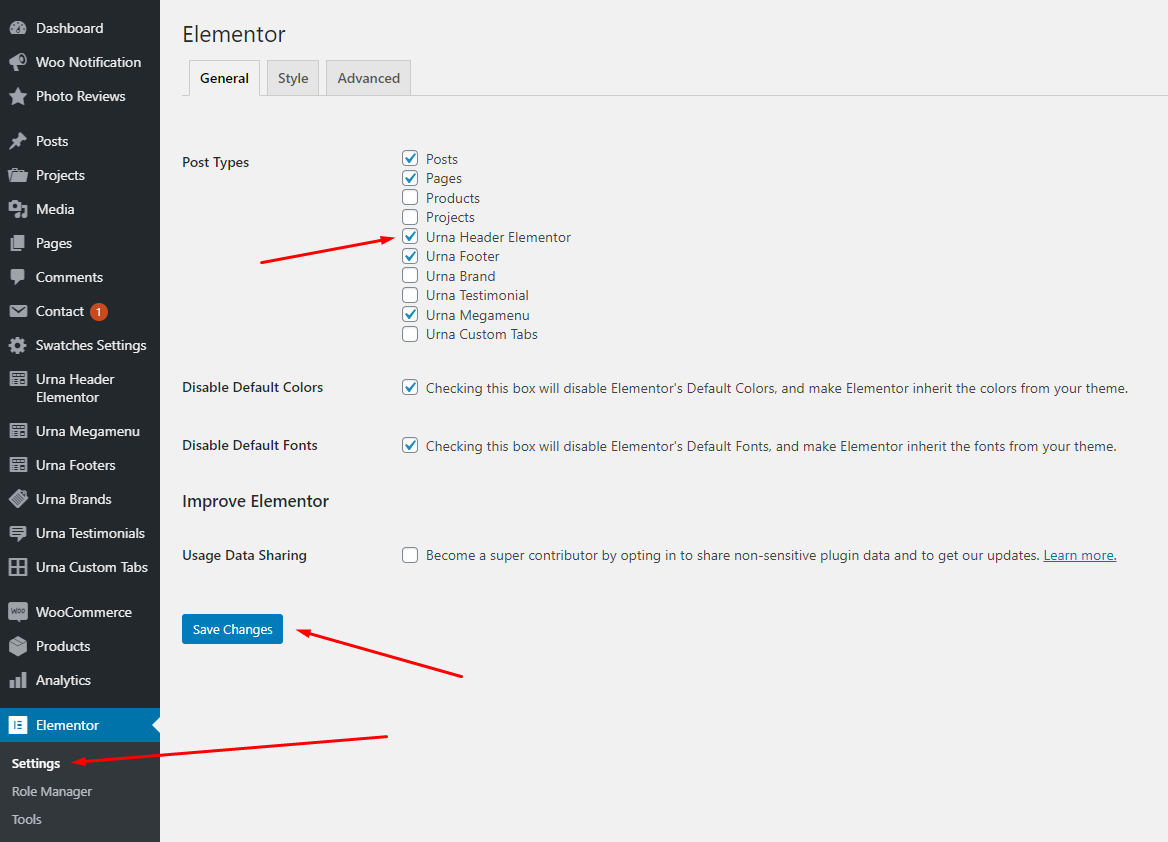 Dashboard
Woo Notification
Photo Reviews
Posts
Projects
Media
Pages
Comments
Contact 1
Swatches Settings
Urna Header
Elementor
Urna Megamenu
Urna Footers
Urna Brands
Urna Testimonials
Urna Custom Tabs
WOO WooCommerce
Products
Analytics
Elementor
Settings
Role Manager
Tools
Elementor
General Style Advanced
Post Types
Posts
Pages
Products
Projects
Urna Header Elementor
Urna Footer
Urna Brand
Urna Testimonial
Urna Megamenu
Urna Custom Tabs
Disable Default Colors Checking this box will disable Elementor's Default Colors, and make Elementor inherit the colors from your theme.
Disable Default Fonts Checking this box will disable Elementor's Default Fonts, and make Elementor inherit the fonts from your theme.
Improve Elementor
Usage Data Sharing Become a super contributor by opting in to share non-sensitive plugin data and to get our updates. Learn more.
Save Changes